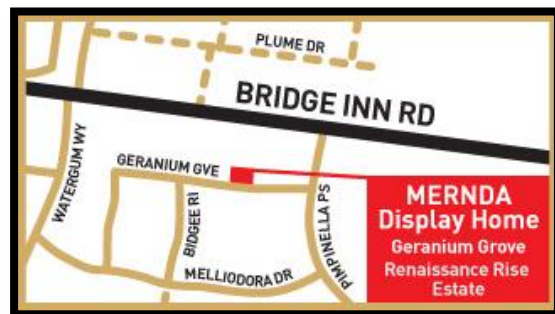 PLUME DR
BRIDGE INN RD
WATERGUM WY
GERANIUM GVE
BIDGEE RI
MELLIODORA DR
PIMPINELLA PS
MERNDA
Display Home
Geranium Grove
Renaissance Rise
Estate